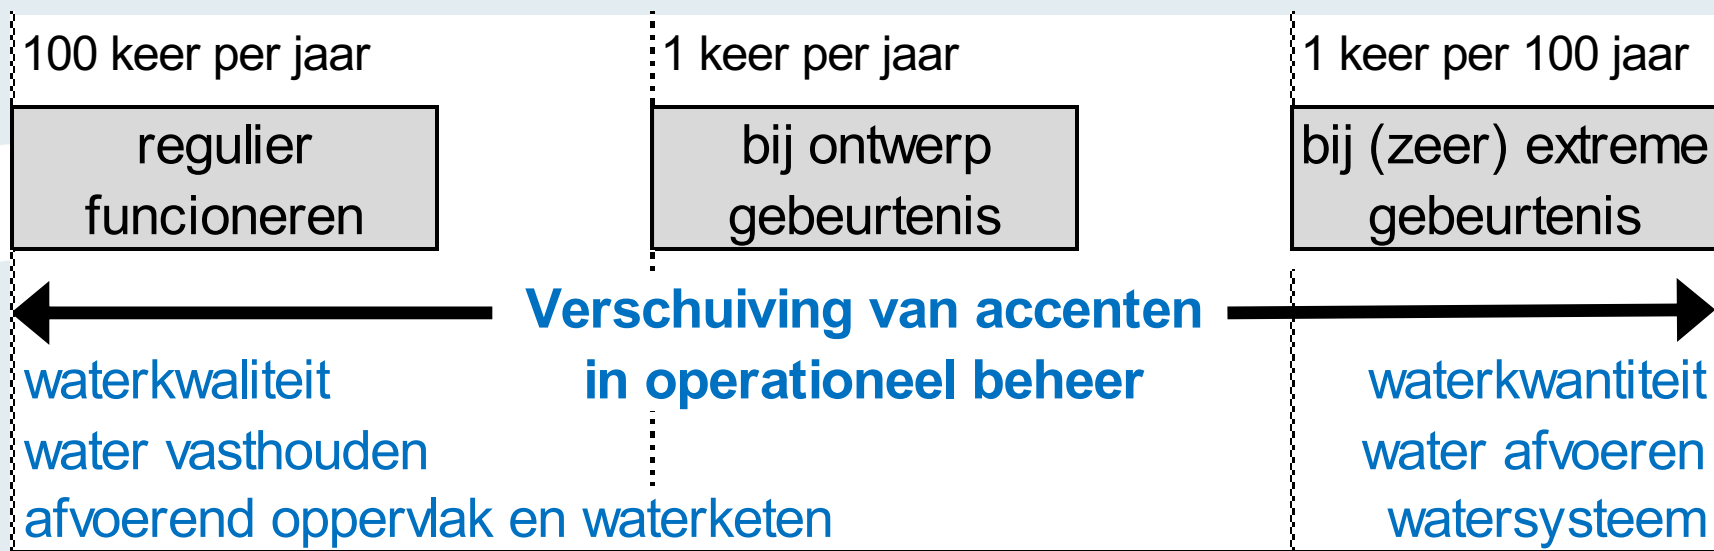 100 keer per jaar
1 keer per jaar
1 keer per 100 jaar
regulier
funcioneren
bij ontwerp
gebeurtenis
bij (zeer) extreme
gebeurtenis
Verschuiving van accenten
in operationeel beheer
waterkwaliteit
water vasthouden
afvoerend oppervlak en waterketen
waterkwantiteit
water afvoeren
watersysteem